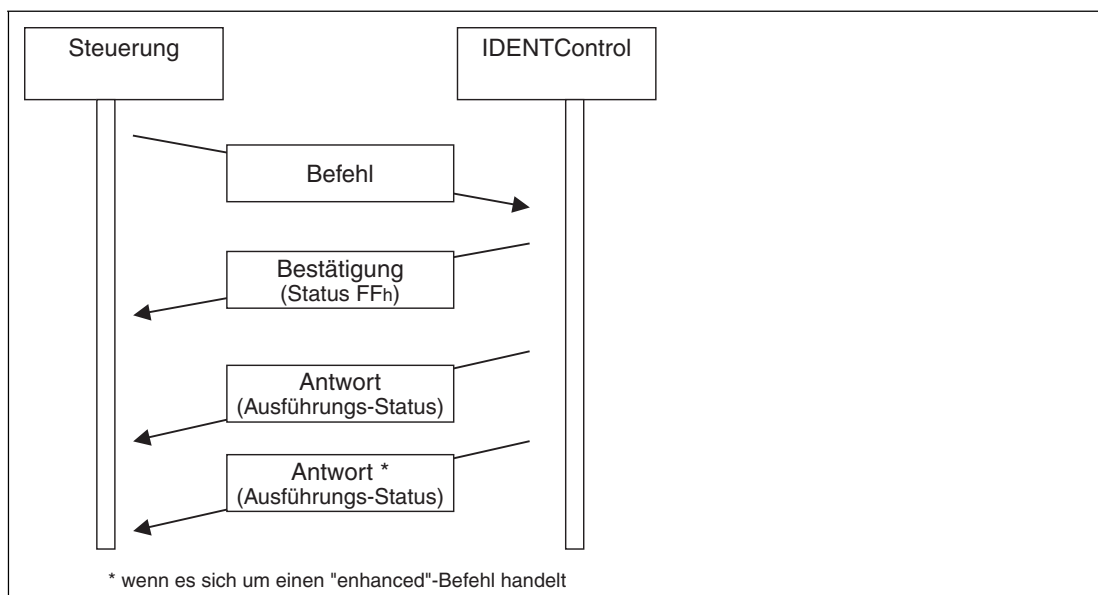 Steuerung
IDENTControl
Befehl
Bestätigung
(Status FFh)
Antwort
(Ausführungs-Status)
Antwort *
(Ausführungs-Status)
* wenn es sich um einen "enhanced"-Befehl handelt